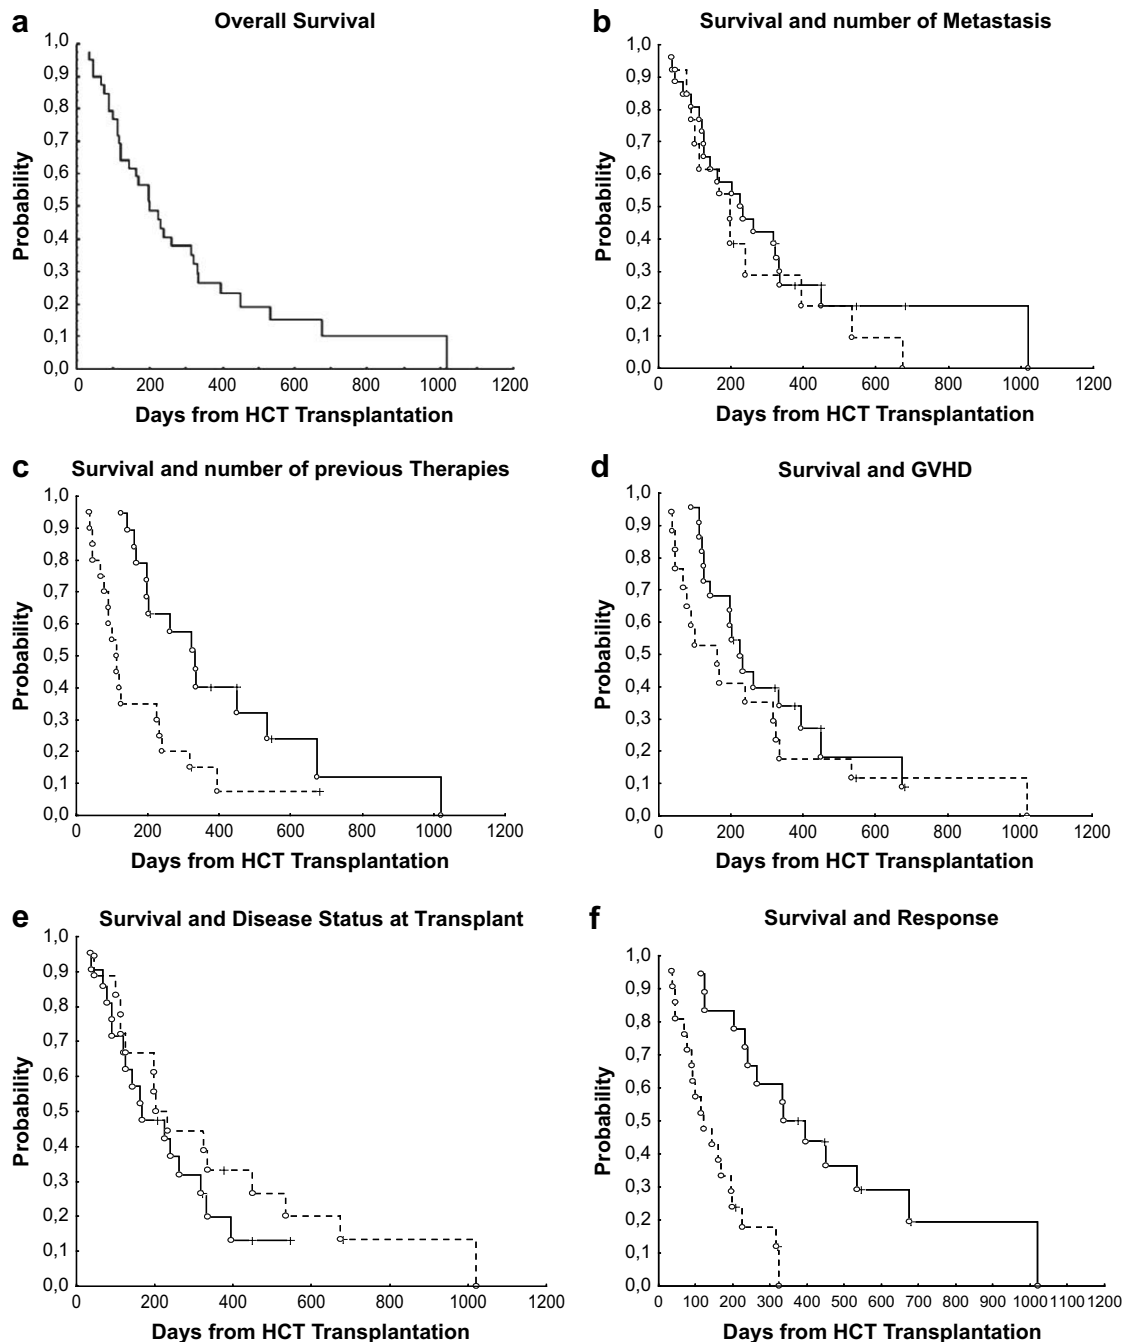 a Overall Survival
1,0
0,9
0,8
0,7
0,6
0,5
0,4
0,3
0,2
0,1
0,0
Probability
0 200 400 600 800 1000 1200
Days from HCT Transplantation
b Survival and number of Metastasis
1,0
0,9
0,8
0,7
0,6
0,5
0,4
0,3
0,2
0,1
0,0
Probability
0 200 400 600 800 1000 1200
Days from HCT Transplantation
c Survival and number of previous Therapies
1,0
0,9
0,8
0,7
0,6
0,5
0,4
0,3
0,2
0,1
0,0
Probability
0 200 400 600 800 1000 1200
Days from HCT Transplantation
d Survival and GVHD
1,0
0,9
0,8
0,7
0,6
0,5
0,4
0,3
0,2
0,1
0,0
Probability
0 200 400 600 800 1000 1200
Days from HCT Transplantation
e Survival and Disease Status at Transplant
1,0
0,9
0,8
0,7
0,6
0,5
0,4
0,3
0,2
0,1
0,0
Probability
0 200 400 600 800 1000 1200
Days from HCT Transplantation
f Survival and Response
1,0
0,9
0,8
0,7
0,6
0,5
0,4
0,3
0,2
0,1
0,0
Probability
0 100 200 300 400 500 600 700 800 900 1000 1100 1200
Days from HCT Transplantation